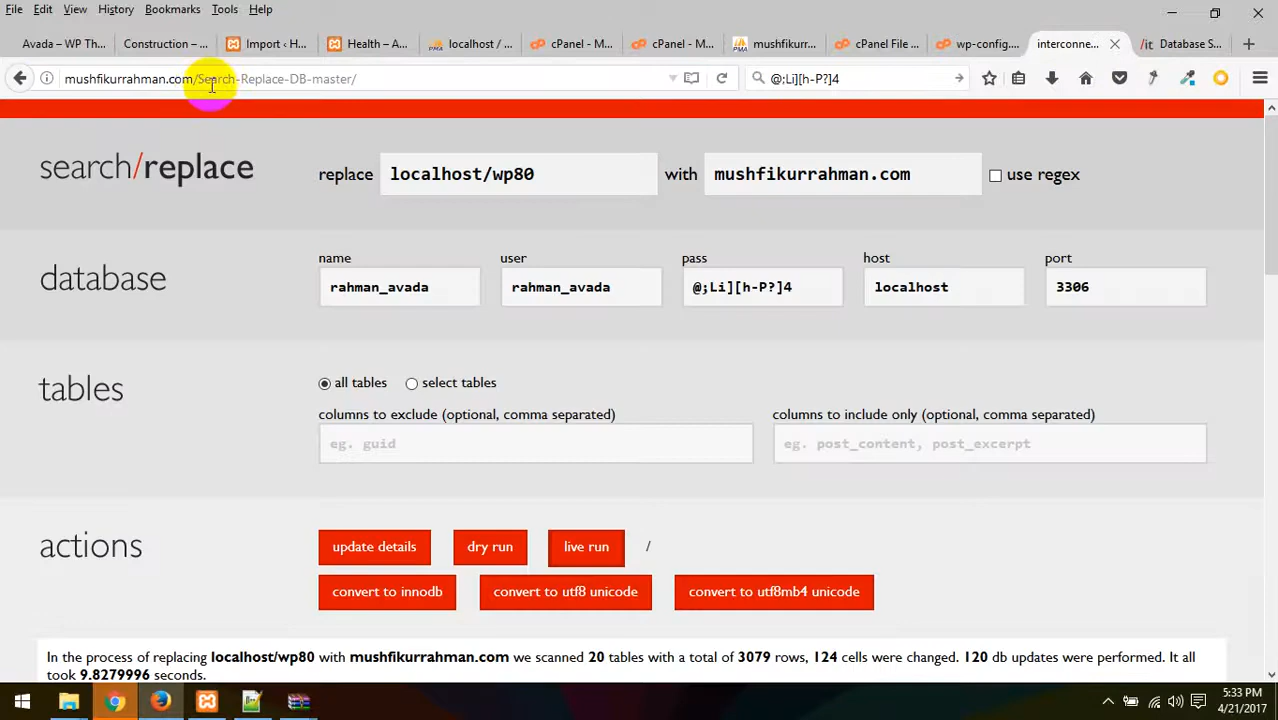 File Edit View History Bookmarks Tools Help
Avada – WP Th... Construction – ... Import ‹ H... Health – A... localhost / ... cPanel - M... cPanel - M... mushfikurr... cPanel File ... wp-config.... interconne... /it Database S...
mushfikurrahman.com/Search-Replace-DB-master/ @;Li][h-P?]4
search/replace replace localhost/wp80 with mushfikurrahman.com use regex
name user pass host port
database rahman_avada rahman_avada @;Li][h-P?]4 localhost 3306
tables all tables select tables
columns to exclude (optional, comma separated) columns to include only (optional, comma separated)
eg. guid eg. post_content, post_excerpt
actions update details dry run live run /
convert to innodb convert to utf8 unicode convert to utf8mb4 unicode
In the process of replacing localhost/wp80 with mushfikurrahman.com we scanned 20 tables with a total of 3079 rows, 124 cells were changed. 120 db updates were performed. It all
took 9.8279996 seconds.
5:33 PM
4/21/2017